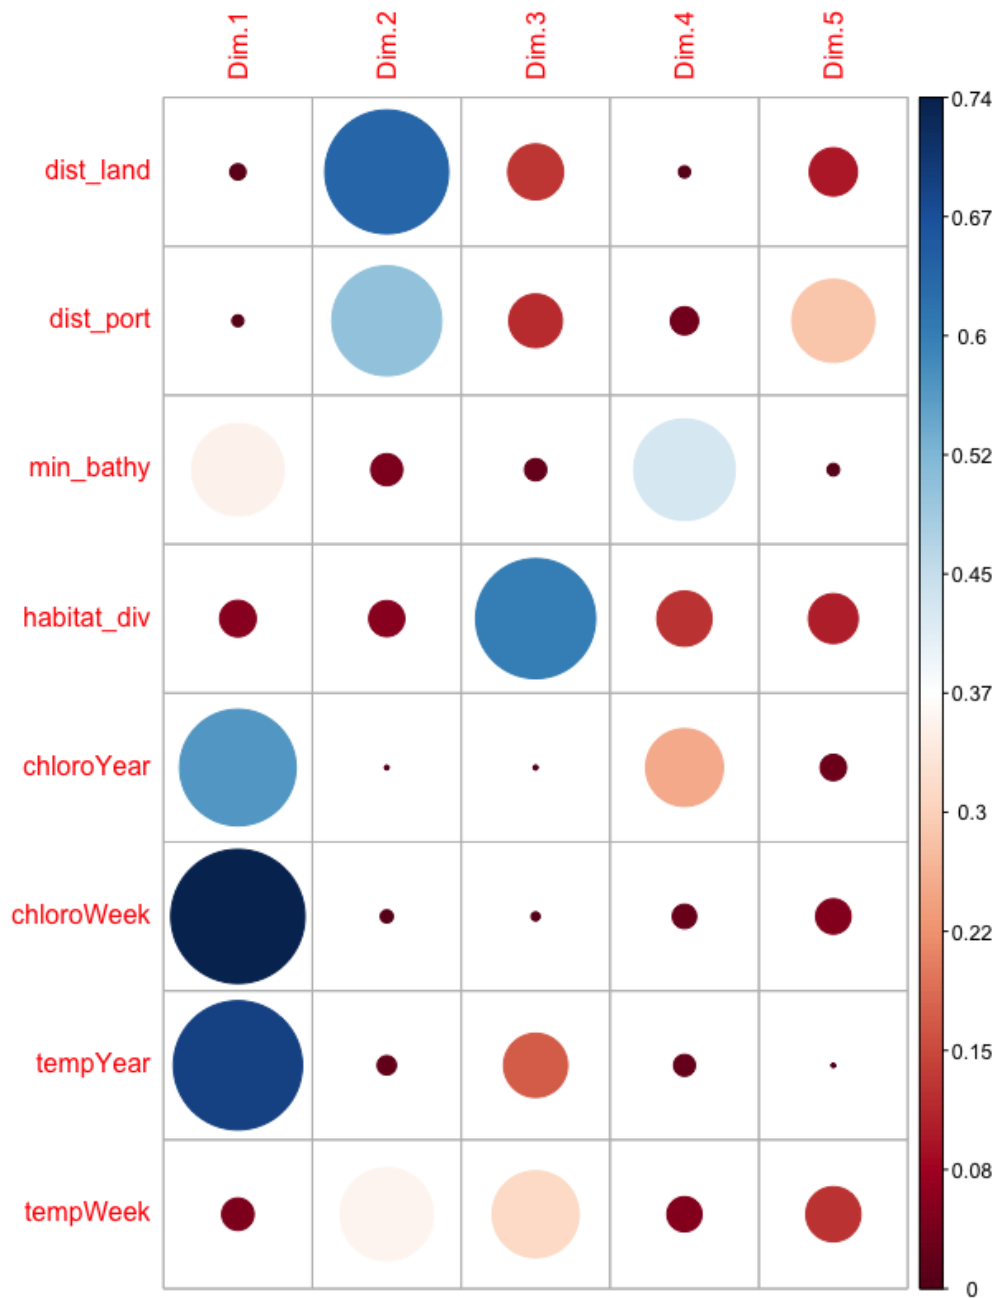 Dim.1 Dim.2 Dim.3 Dim.4 Dim.5
0.74
dist_land
0.67
dist_port
0.6
min_bathy
0.52
0.45
habitat_div
0.37
chloroYear
0.3
chloroWeek
0.22
tempYear
0.15
0.08
tempWeek
0